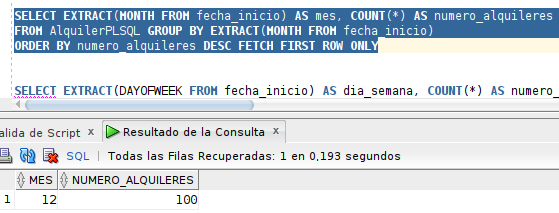 SELECT EXTRACT(MONTH FROM fecha_inicio) AS mes, COUNT(*) AS numero_alquileres
FROM AlquilerPLSQL GROUP BY EXTRACT(MONTH FROM fecha_inicio)
ORDER BY numero_alquileres DESC FETCH FIRST ROW ONLY
SELECT EXTRACT(DAYOFWEEK FROM fecha_inicio) AS dia_semana, COUNT(*) AS numero_
alida de Script x Resultado de la Consulta x
SQL | Todas las Filas Recuperadas: 1 en 0,193 segundos
MES NUMERO_ALQUILERES
1 12 100